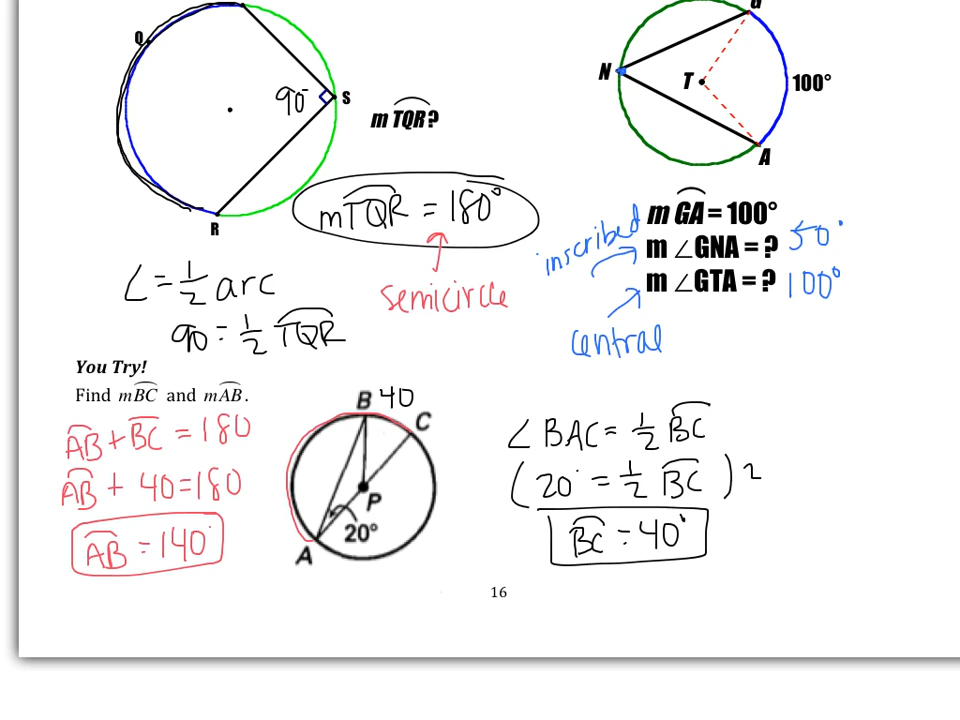 Q
90°
S
m TQR?
R
mTQR = 180°
semicircle
∠ = 1/2 arc
90 = 1/2 TQR
G
N
T
100°
A
m GA = 100°
inscribed
m ∠GNA = ? 50°
m ∠GTA = ? 100°
central
You Try!
Find mBC and mAB.
AB + BC = 180
AB + 40 = 180
AB = 140°
B 40
C
P
20°
A
∠ BAC = 1/2 BC
(20° = 1/2 BC) 2
BC = 40°
16